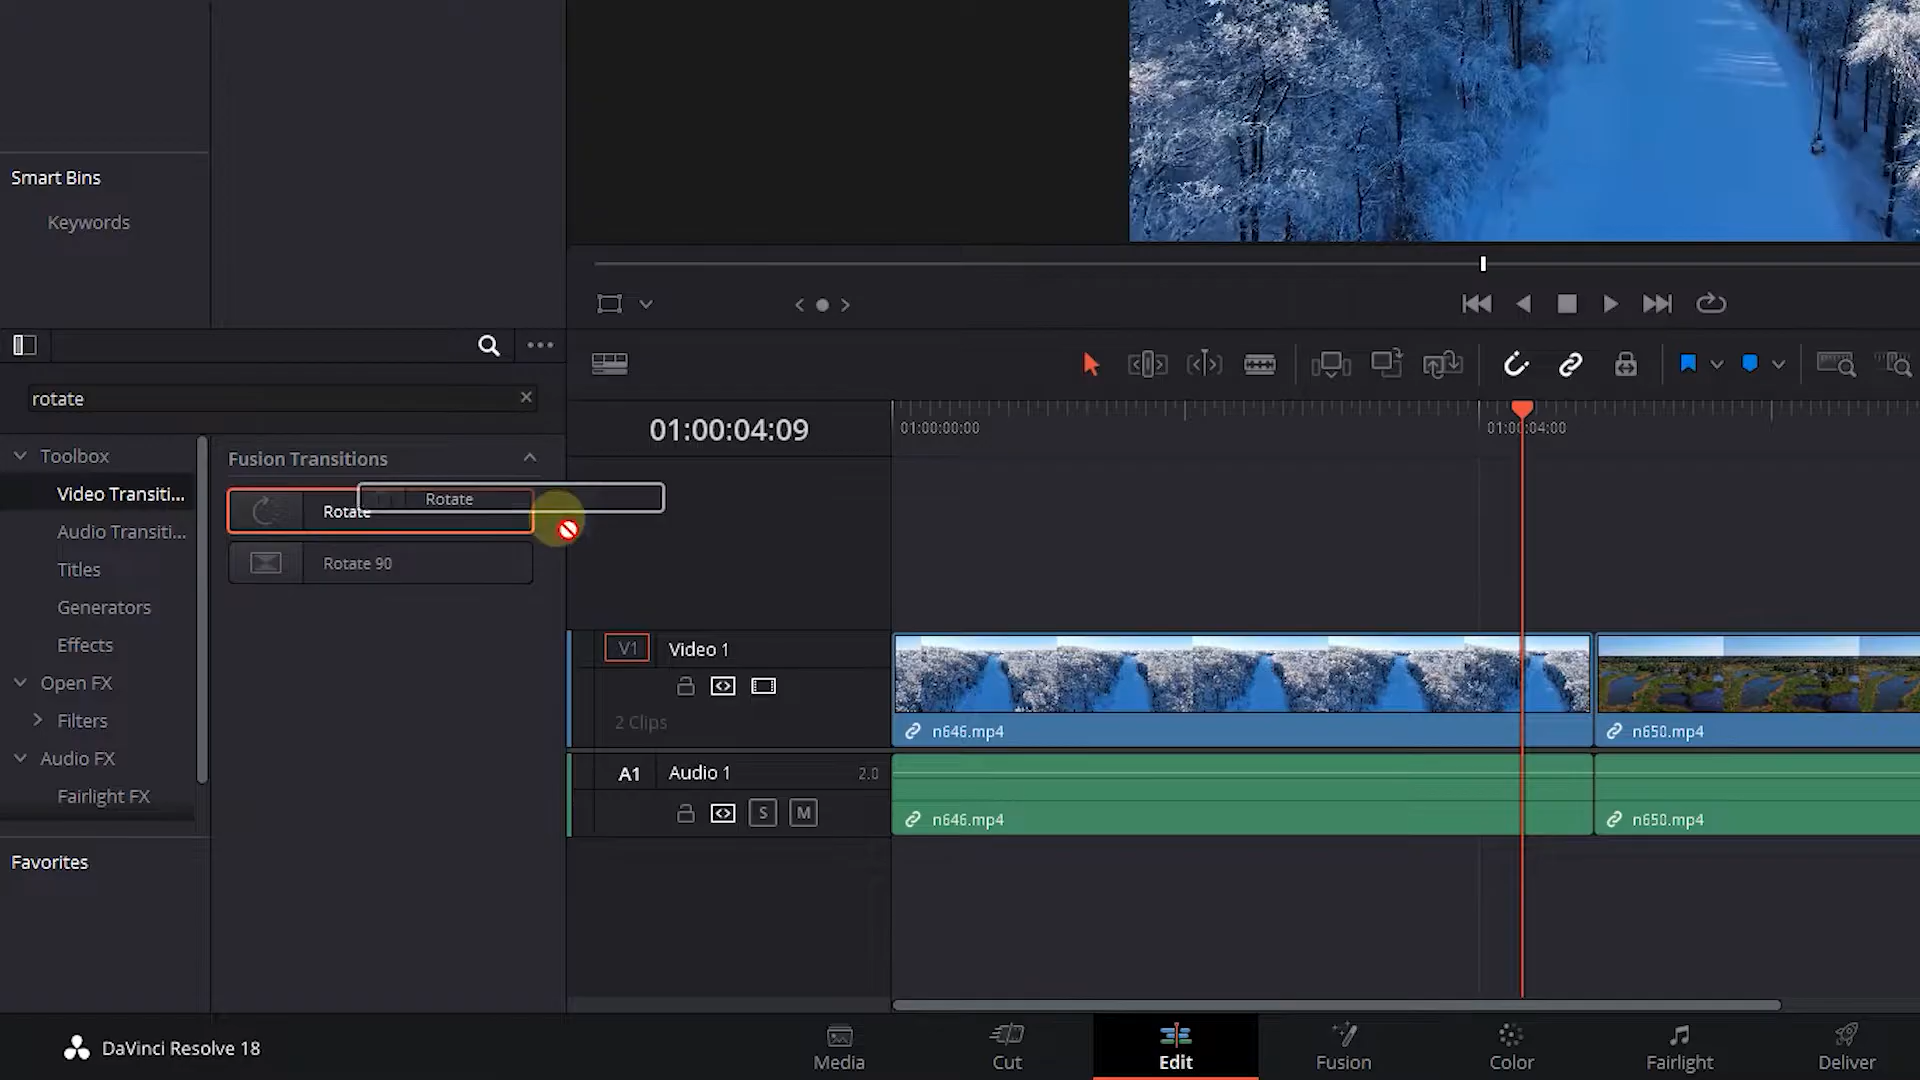 Smart Bins
Keywords
rotate
Toolbox
Video Transiti...
Audio Transiti...
Titles
Generators
Effects
Open FX
Filters
Audio FX
Fairlight FX
Favorites
Fusion Transitions
Rotate
Rotate
Rotate 90
01:00:04:09
01:00:00:00
01:00:04:00
V1
Video 1
2 Clips
n646.mp4
n650.mp4
A1
Audio 1
2.0
S
M
n646.mp4
n650.mp4
DaVinci Resolve 18
Media
Cut
Edit
Fusion
Color
Fairlight
Deliver